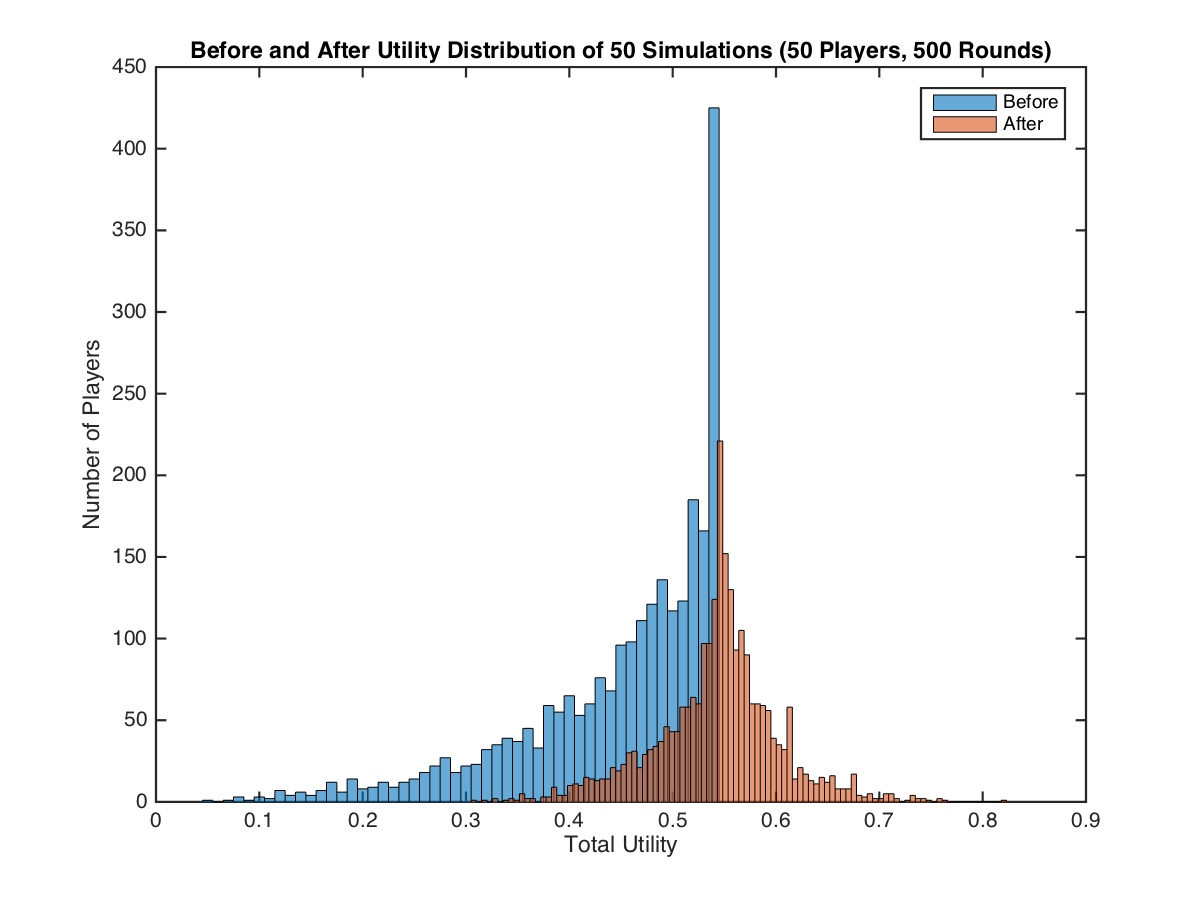 Before and After Utility Distribution of 50 Simulations (50 Players, 500 Rounds)
450
400
350
300
250
200
150
100
50
0
Number of Players
Before
After
0 0.1 0.2 0.3 0.4 0.5 0.6 0.7 0.8 0.9
Total Utility